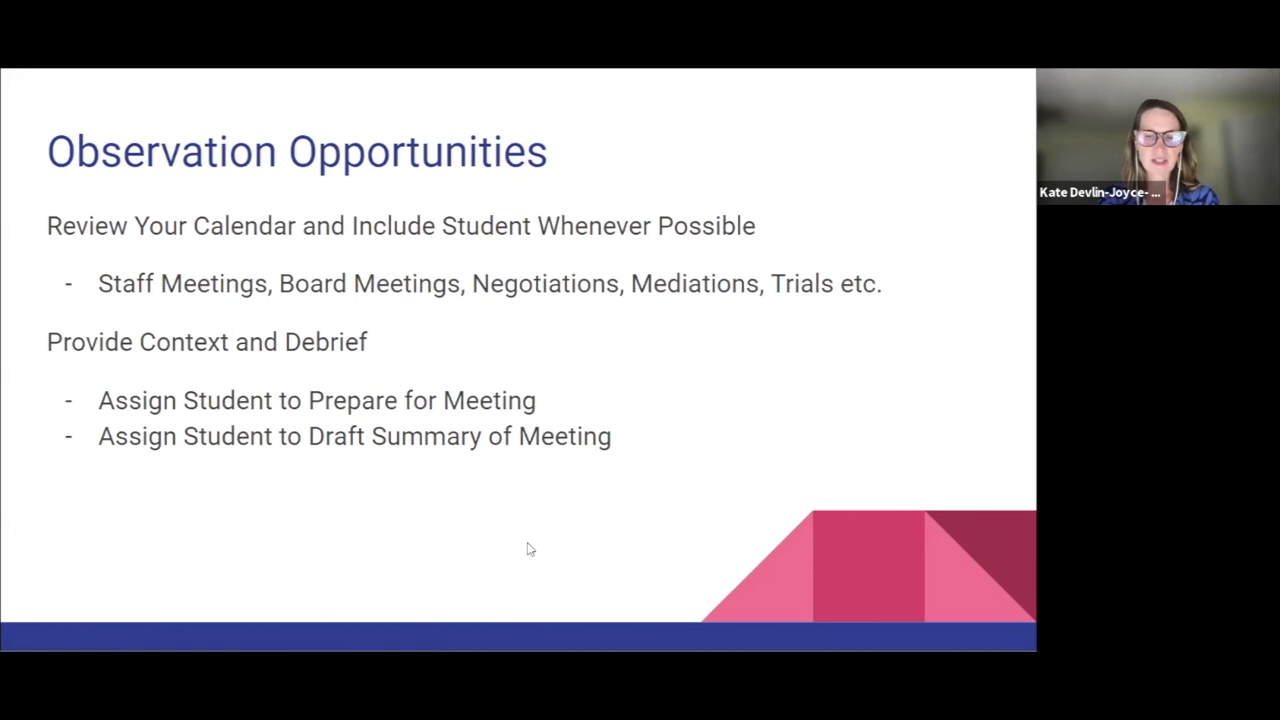 Observation Opportunities
Review Your Calendar and Include Student Whenever Possible
- Staff Meetings, Board Meetings, Negotiations, Mediations, Trials etc.
Provide Context and Debrief
- Assign Student to Prepare for Meeting
- Assign Student to Draft Summary of Meeting
Kate Devlin-Joyce- ...